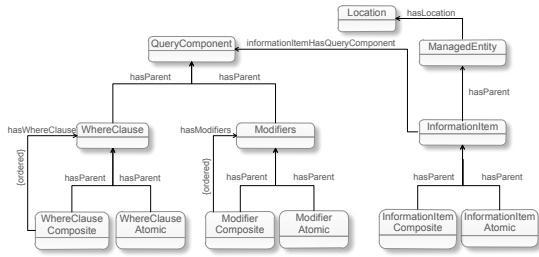 Location
hasLocation
QueryComponent
informationItemHasQueryComponent
ManagedEntity
hasParent
hasParent
hasParent
hasWhereClause
WhereClause
hasModifiers
Modifiers
InformationItem
{ordered}
{ordered}
hasParent
hasParent
hasParent
hasParent
hasParent
hasParent
WhereClause
Composite
WhereClause
Atomic
Modifier
Composite
Modifier
Atomic
InformationItem
Composite
InformationItem
Atomic